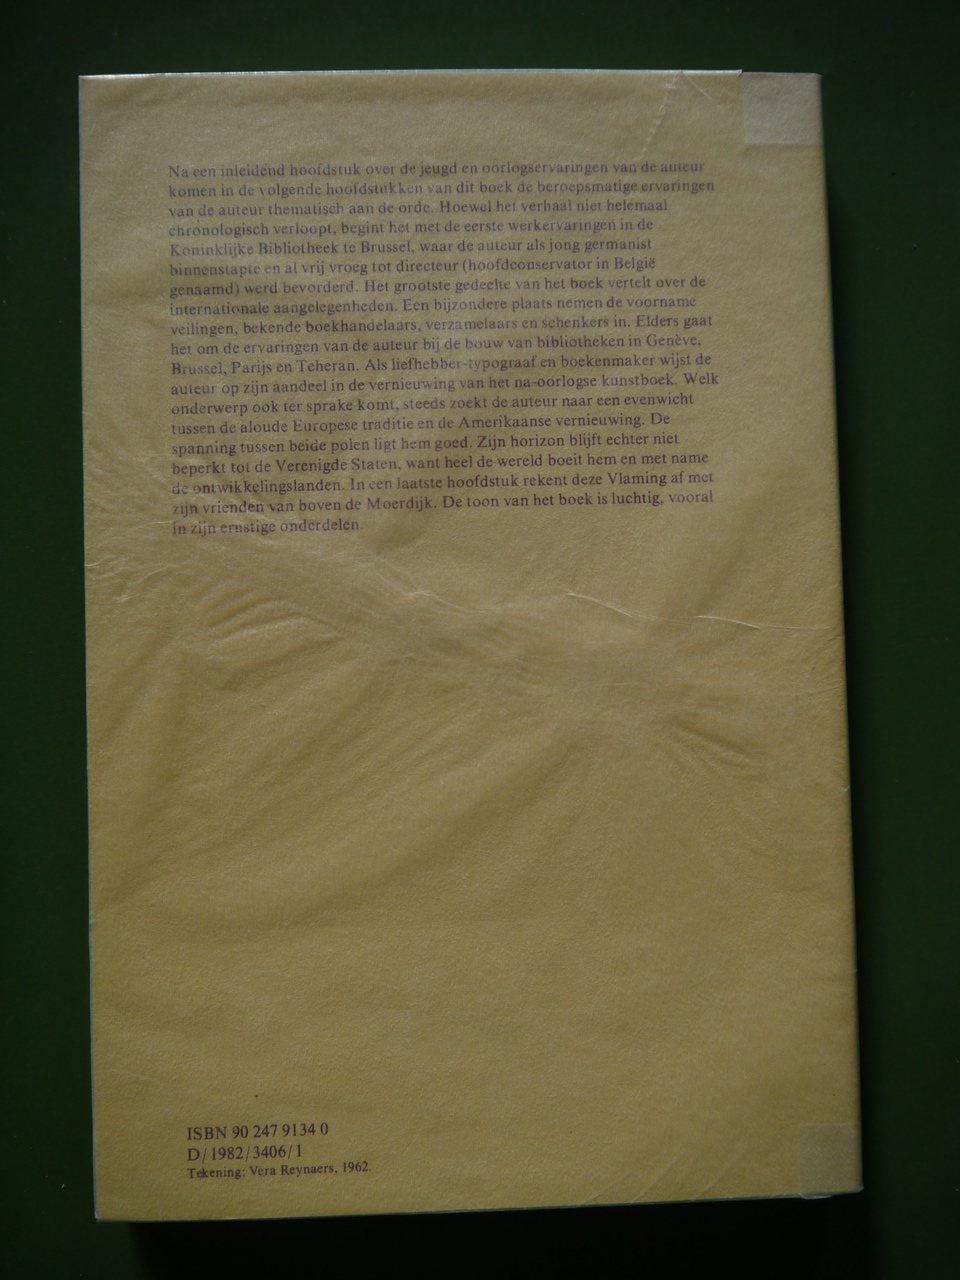 Na een inleidend hoofdstuk over de jeugd en oorlogservaringen van de auteur
komen in de volgende hoofdstukken van dit boek de beroepsmatige ervaringen
van de auteur thematisch aan de orde. Hoewel het verhaal niet helemaal
chronologisch verloopt, begint het met de eerste werkervaringen in de
Koninklijke Bibliotheek te Brussel, waar de auteur als jong germanist
binnenstapte en al vrij vroeg tot directeur (hoofdconservator in België
genaamd) werd bevorderd. Het grootste gedeelte van het boek vertelt over de
internationale aangelegenheden. Een bijzondere plaats nemen de voorname
veilingen, bekende boekhandelaars, verzamelaars en schenkers in. Elders gaat
het om de ervaringen van de auteur bij de bouw van bibliotheken in Genève,
Brussel, Parijs en Teheran. Als liefhebber-typograaf en boekenmaker wijst de
auteur op zijn aandeel in de vernieuwing van het na-oorlogse kunstboek. Welk
onderwerp ook ter sprake komt, steeds zoekt de auteur naar een evenwicht
tussen de aloude Europese traditie en de Amerikaanse vernieuwing. De
spanning tussen beide polen ligt hem goed. Zijn horizon blijft echter niet
beperkt tot de Verenigde Staten, want heel de wereld boeit hem en met name
de ontwikkelingslanden. In een laatste hoofdstuk rekent deze Vlaming af met
zijn vrienden van boven de Moerdijk. De toon van het boek is luchtig, vooral
in zijn ernstige onderdelen.
ISBN 90 247 9134 0
D/1982/3406/1
Tekening: Vera Reynaers, 1962.